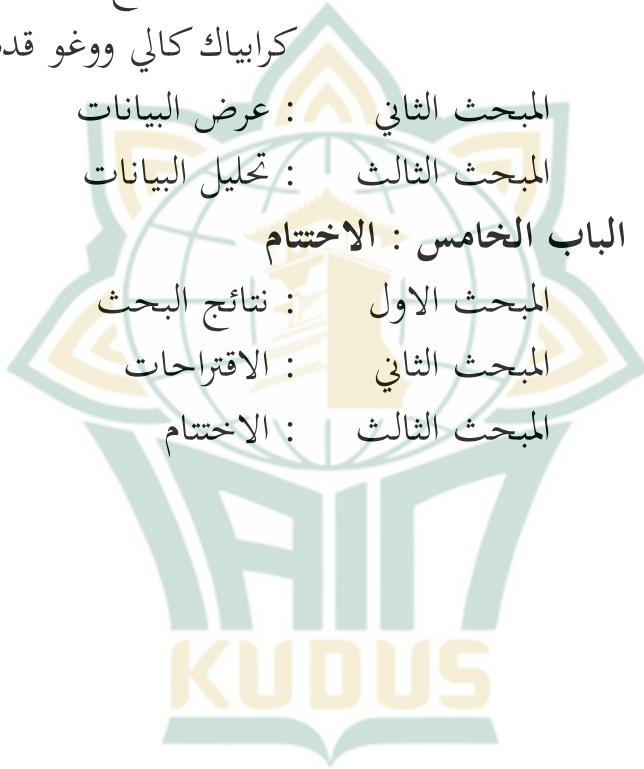 كرابياك كالي ووغو
المبحث الثاني : عرض البيانات
المبحث الثالث : تحليل البيانات
الباب الخامس : الاختتام
المبحث الاول : نتائج البحث
المبحث الثاني : الاقتراحات
المبحث الثالث : الاختتام
IAIN
KUDUS